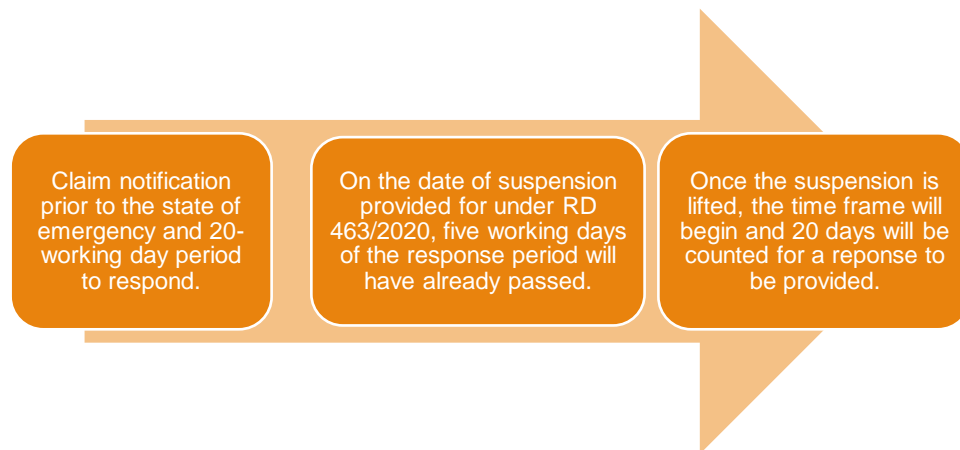 Claim notification
prior to the state of
emergency and 20-
working day period
to respond.
On the date of suspension
provided for under RD
463/2020, five working days
of the response period will
have already passed.
Once the suspension is
lifted, the time frame will
begin and 20 days will be
counted for a reponse to
be provided.